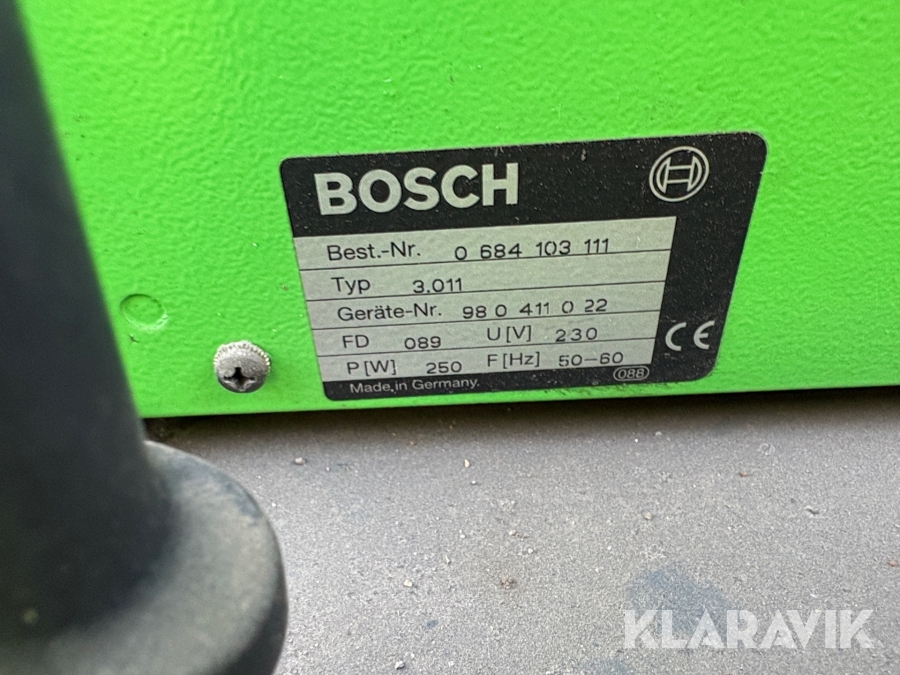 BOSCH
Best.-Nr. 0 684 103 111
Typ 3.011
Geräte-Nr. 98 0 411 0 22
FD 089 U[V] 230
P[W] 250 F[Hz] 50-60
Made in Germany. 088
CE
KLARAVIK